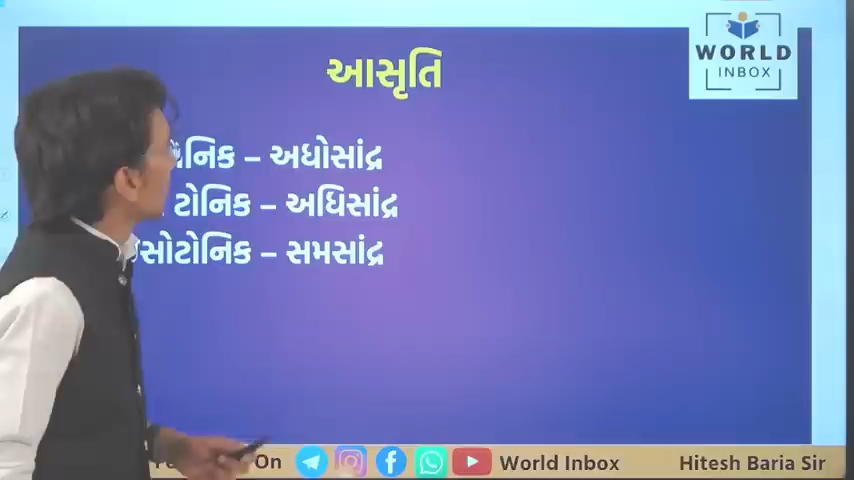 WORLD
INBOX
આસૃતિ
– અધોસાંદ્ર
ટોનિક – અધિસાંદ્ર
– સમસાંદ્ર
On
World Inbox
Hitesh Baria Sir